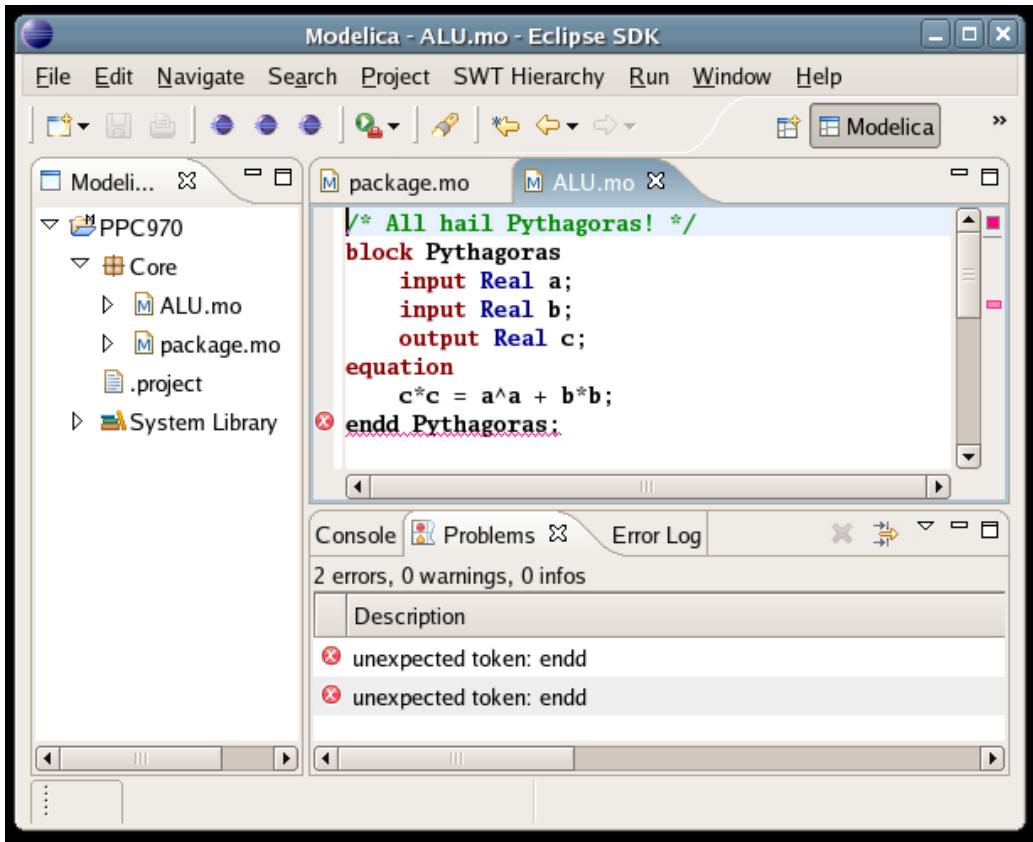 Modelica - ALU.mo - Eclipse SDK
File Edit Navigate Search Project SWT Hierarchy Run Window Help
Modelica »
Modeli...
PPC970
Core
ALU.mo
package.mo
.project
System Library
package.mo ALU.mo
/* All hail Pythagoras! */
block Pythagoras
input Real a;
input Real b;
output Real c;
equation
c*c = a^a + b*b;
endd Pythagoras;
Console Problems Error Log
2 errors, 0 warnings, 0 infos
Description
unexpected token: endd
unexpected token: endd